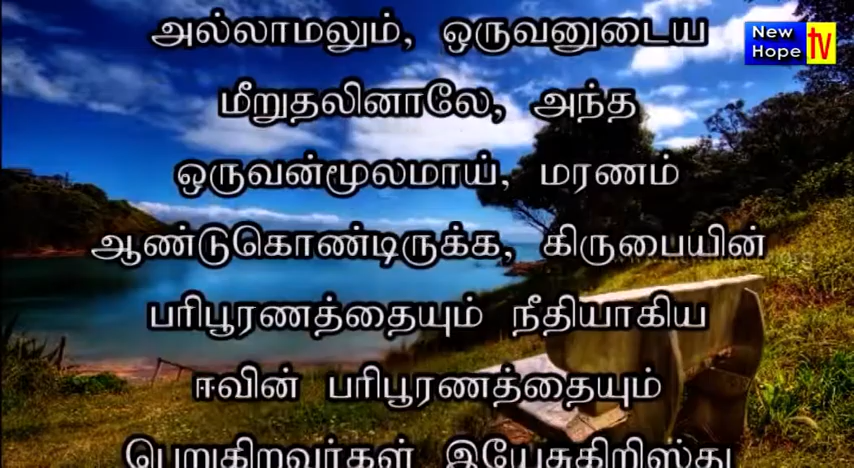 அல்லாமலும், ஒருவனுடைய
மீறுதலினாலே, அந்த
ஒருவன்மூலமாய், மரணம்
ஆண்டுகொண்டிருக்க, கிருபையின்
பரிபூரணத்தையும் நீதியாகிய
ஈவின் பரிபூரணத்தையும்
பெறுகிறவர்கள் இயேசுகிறிஸ்து
New
Hope tv